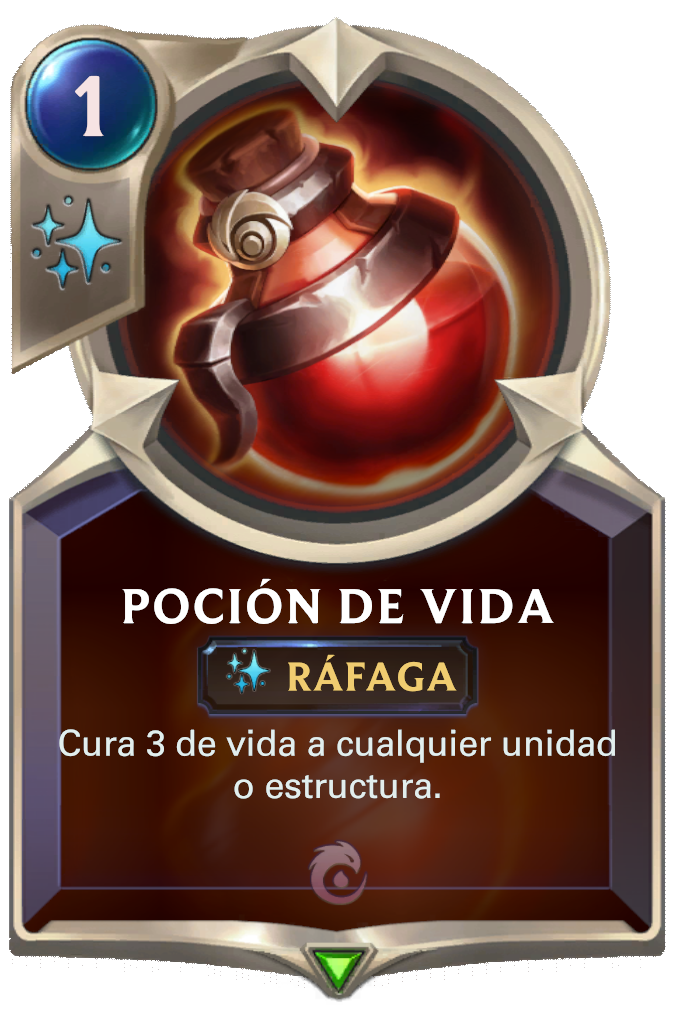 1
POCIÓN DE VIDA
RÁFAGA
Cura 3 de vida a cualquier unidad
o estructura.